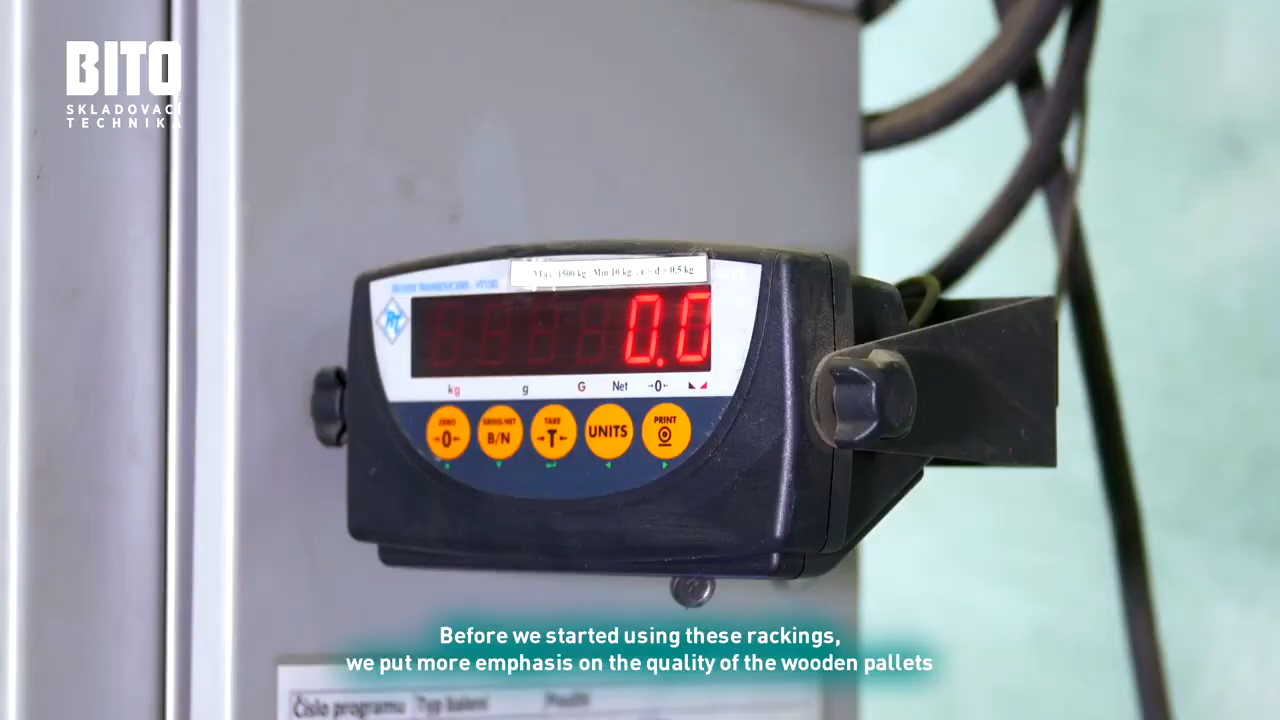 BITO
SKLADOVACÍ
TECHNIKA
Max 1500 kg, Min 10 kg, e = d = 0,5 kg
0.0
kg g G Net →0←
ZERO GROSS/NET TARE UNITS PRINT
→0← B/N →T←
Before we started using these rackings,
we put more emphasis on the quality of the wooden pallets
Číslo programu Typ balení Použití